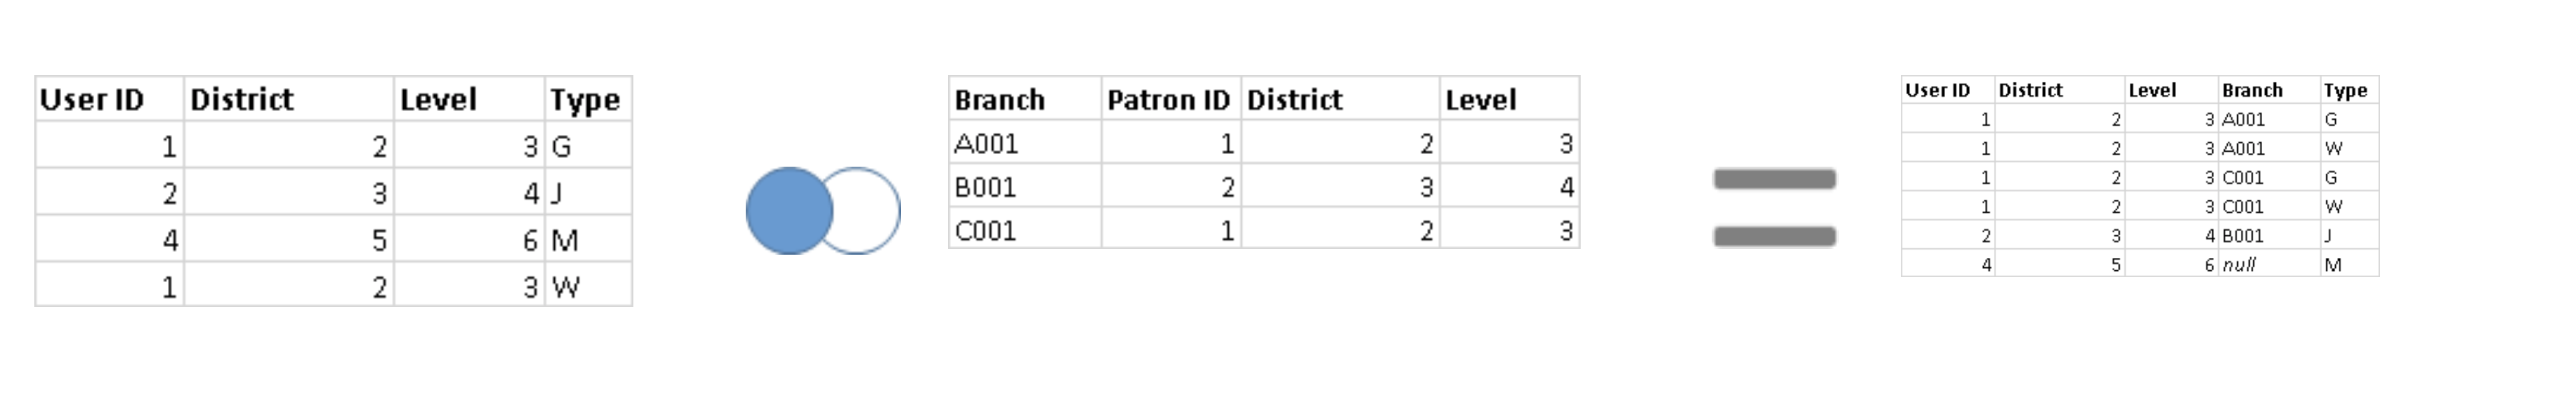 User ID District Level Type
1 2 3 G
2 3 4 J
4 5 6 M
1 2 3 W
Branch Patron ID District Level
A001 1 2 3
B001 2 3 4
C001 1 2 3
User ID District Level Branch Type
1 2 3 A001 G
1 2 3 A001 W
1 2 3 C001 G
1 2 3 C001 W
2 3 4 B001 J
4 5 6 null M